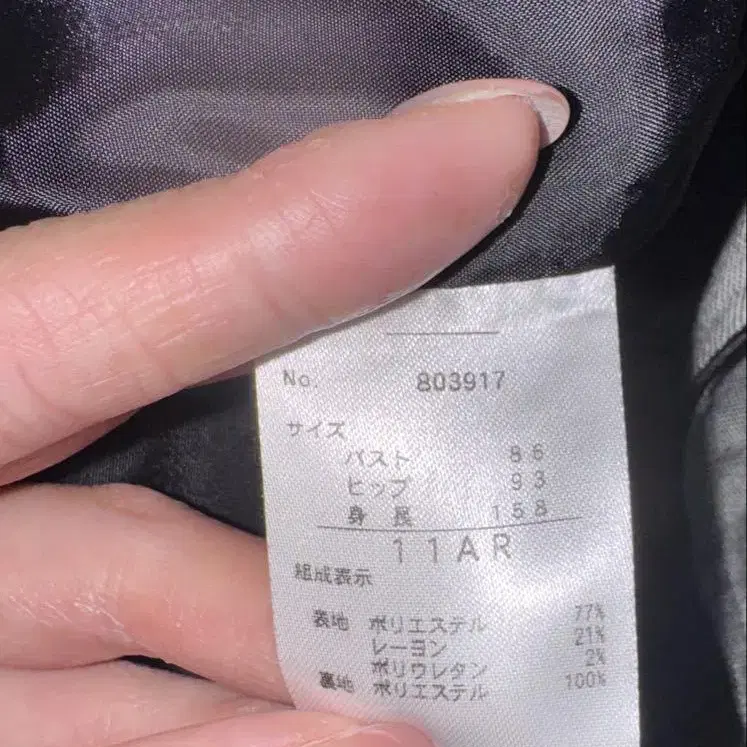 No. 803917
サイズ
バスト 86
ヒップ 93
身長 158
11AR
組成表示
表地 ポリエステル 77%
レーヨン 21%
ポリウレタン 2%
裏地 ポリエステル 100%